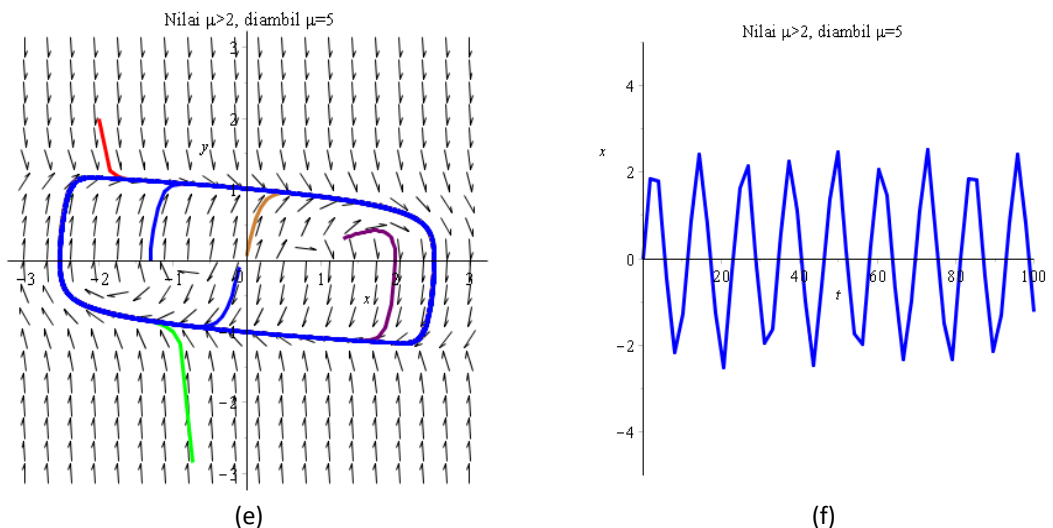 Nilai μ>2, diambil μ=5
3
2
y
1
-3 -2 -1 0 1 2 3
x
-1
-2
-3
(e)
Nilai μ>2, diambil μ=5
4
x
2
0 20 40 60 80 100
t
-2
-4
(f)